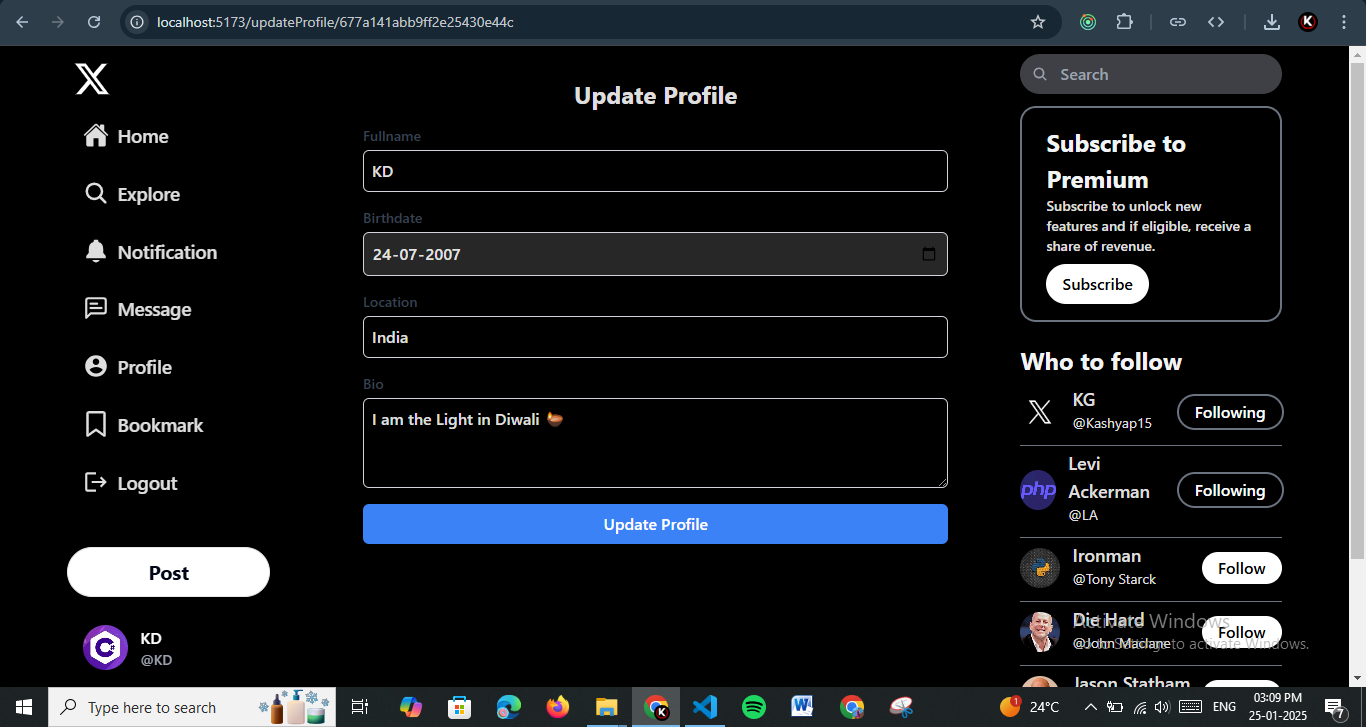 localhost:5173/updateProfile/677a141abb9ff2e25430e44c
K
Home
Explore
Notification
Message
Profile
Bookmark
Logout
Post
KD
@KD
Update Profile
Fullname
KD
Birthdate
24-07-2007
Location
India
Bio
I am the Light in Diwali 🪔
Update Profile
Search
Subscribe to
Premium
Subscribe to unlock new
features and if eligible, receive a
share of revenue.
Subscribe
Who to follow
KG
@Kashyap15
Following
php
Levi
Ackerman
@LA
Following
Ironman
@Tony Starck
Follow
Die Hard
@John Maclane
Follow
Activate Windows
Go to Settings to activate Windows.
Jason Statham
Type here to search
K
W
1
24°C
ENG
03:09 PM
25-01-2025
7